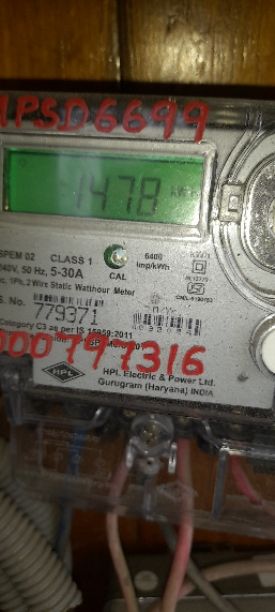 PSD6699
1478 kWh
SPEM 02 CLASS 1
240V, 50 Hz, 5-30A
CAL
6400
imp/kWh
1Ph, 2 Wire Static Watthour Meter
S. No. 779371
Category C3 as per IS 15959:2011
000797316
HPL
HPL Electric & Power Ltd.
Gurugram (Haryana) INDIA